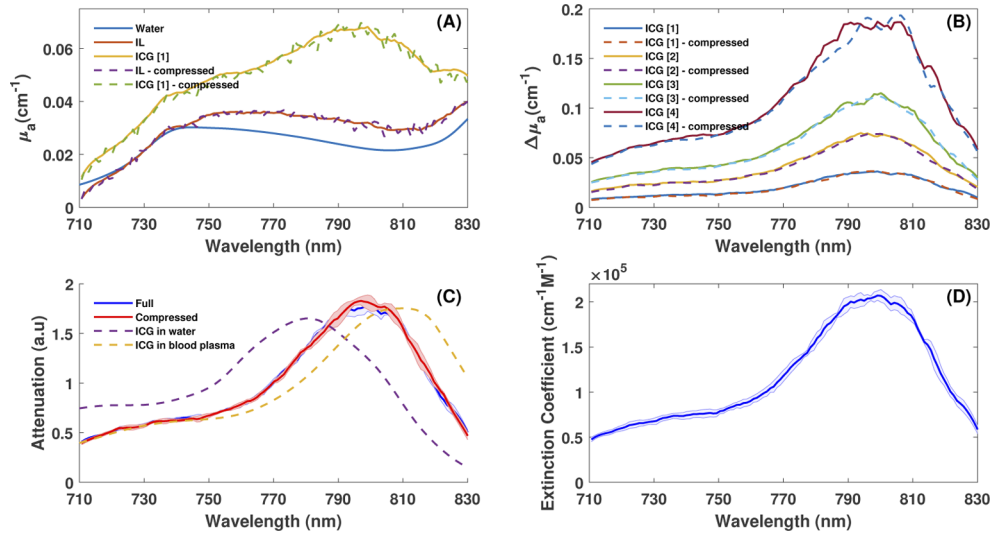 (A)
Water
IL
ICG [1]
IL - compressed
ICG [1] - compressed
0.06
0.04
0.02
0
μa(cm-1)
710 730 750 770 790 810 830
Wavelength (nm)
(B)
ICG [1]
ICG [1] - compressed
ICG [2]
ICG [2] - compressed
ICG [3]
ICG [3] - compressed
ICG [4]
ICG [4] - compressed
0.2
0.15
0.1
0.05
0
Δμa(cm-1)
710 730 750 770 790 810 830
Wavelength (nm)
(C)
Full
Compressed
ICG in water
ICG in blood plasma
2
1.5
1
0.5
0
Attenuation (a.u)
710 730 750 770 790 810 830
Wavelength (nm)
×105
(D)
2
1.5
1
0.5
0
Extinction Coefficient (cm-1M-1)
710 730 750 770 790 810 830
Wavelength (nm)